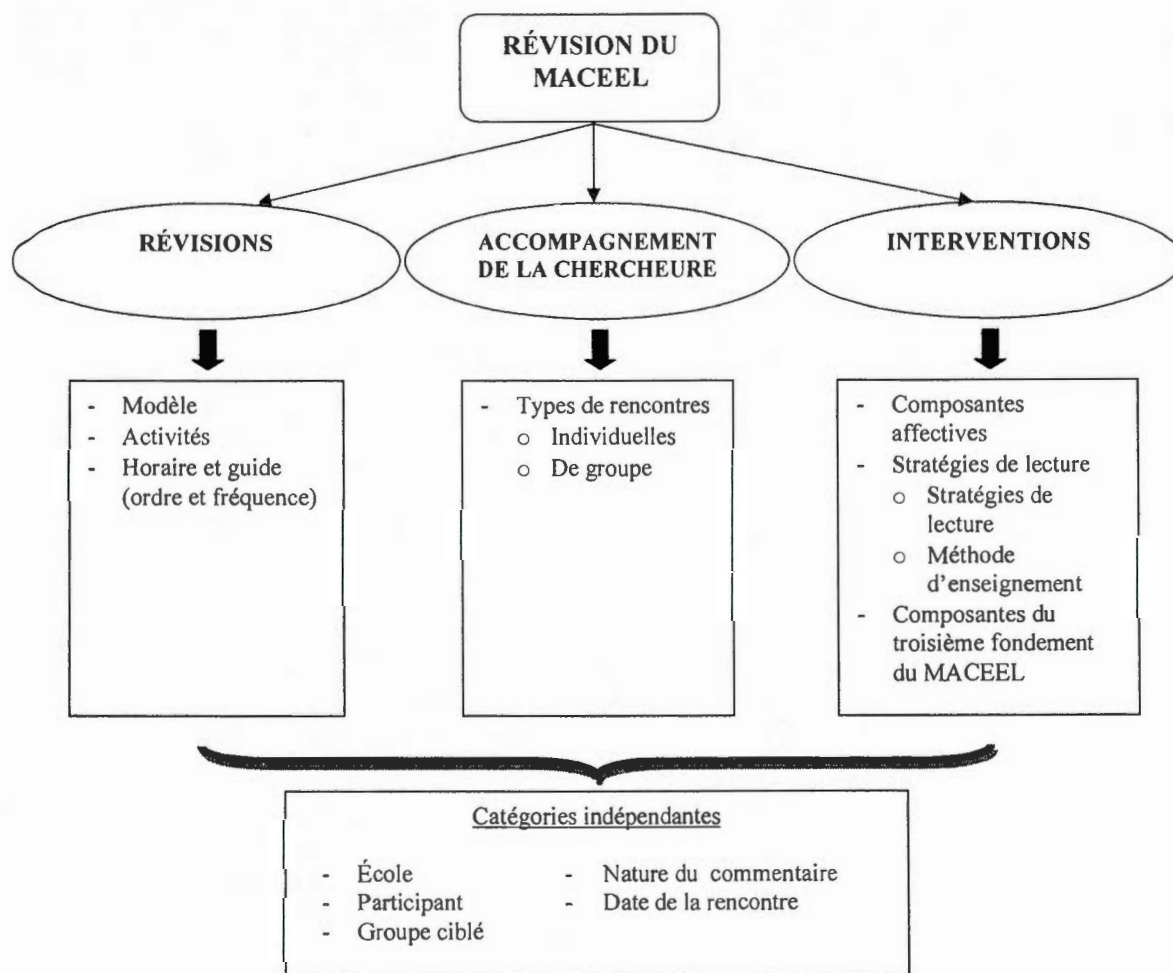 RÉVISION DU
MACEEL
RÉVISIONS
ACCOMPAGNEMENT
DE LA CHERCHEURE
INTERVENTIONS
- Modèle
- Activités
- Horaire et guide
(ordre et fréquence)
- Types de rencontres
o Individuelles
o De groupe
- Composantes
affectives
- Stratégies de lecture
o Stratégies de
lecture
o Méthode
d'enseignement
- Composantes du
troisième fondement
du MACEEL
Catégories indépendantes
- École
- Participant
- Groupe ciblé
- Nature du commentaire
- Date de la rencontre